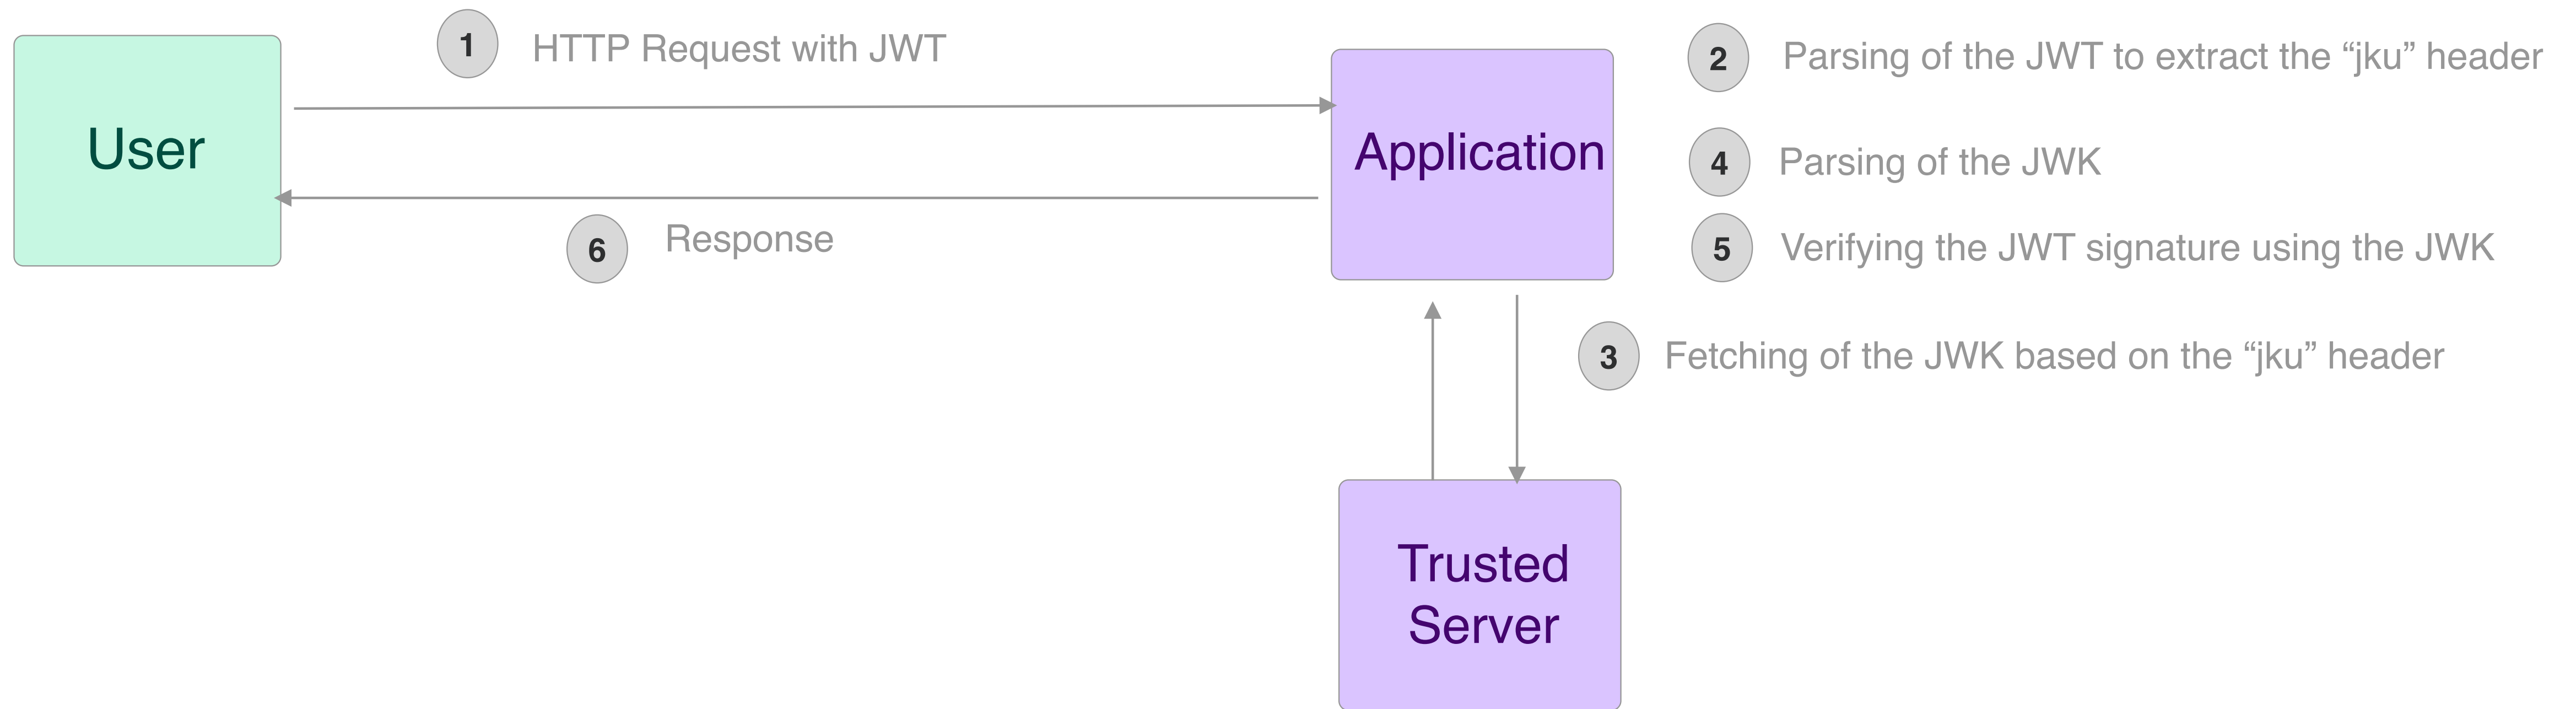 1
HTTP Request with JWT
2
Parsing of the JWT to extract the “jku” header
User
Application
4
Parsing of the JWK
6
Response
5
Verifying the JWT signature using the JWK
3
Fetching of the JWK based on the “jku” header
Trusted
Server